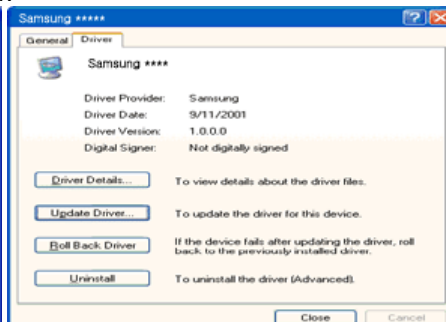 Samsung *****
General Driver
Samsung ****
Driver Provider: Samsung
Driver Date: 9/11/2001
Driver Version: 1.0.0.0
Digital Signer: Not digitally signed
Driver Details... To view details about the driver files.
Update Driver... To update the driver for this device.
Roll Back Driver If the device fails after updating the driver, roll
back to the previously installed driver.
Uninstall To uninstall the driver (Advanced).
Close Cancel